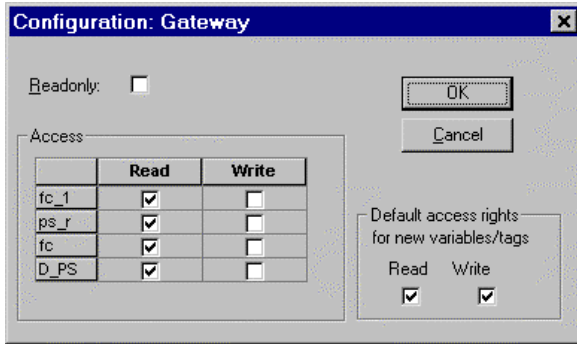 Configuration: Gateway
Readonly:
OK
Cancel
Access
Read Write
fc_1
ps_r
fc
D_PS
Default access rights
for new variables/tags
Read Write